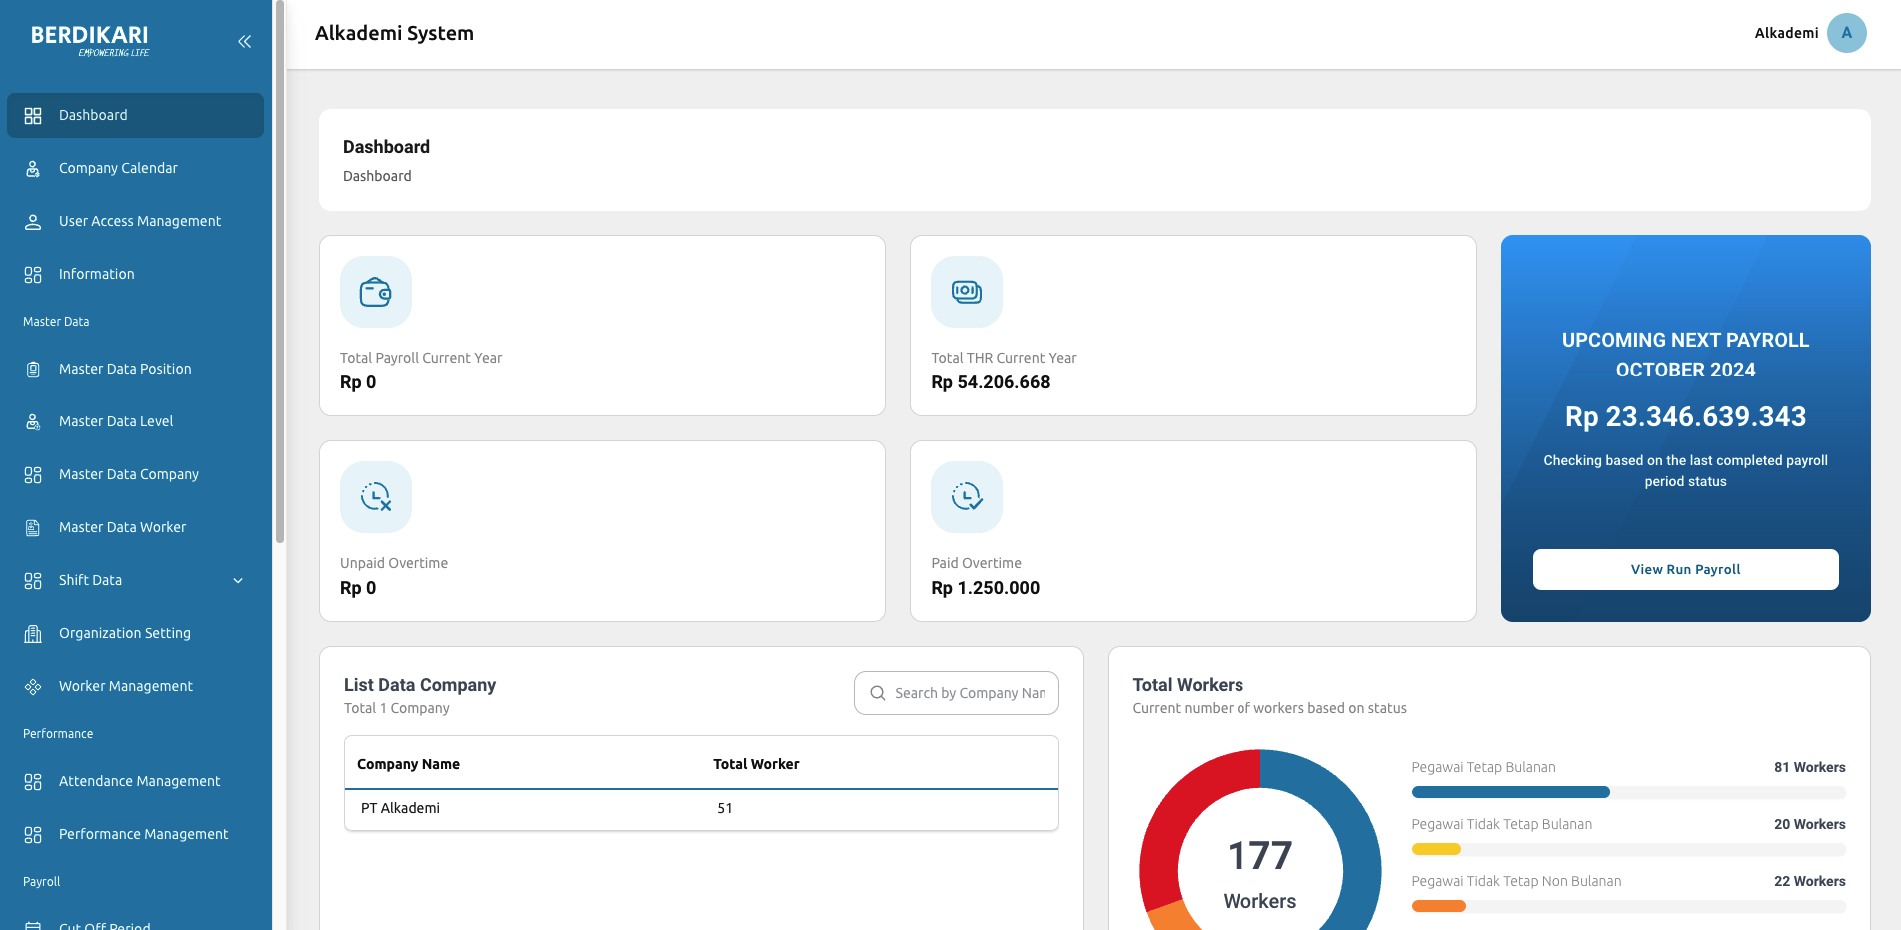 BERDIKARI
EMPOWERING LIFE
Dashboard
Company Calendar
User Access Management
Information
Master Data
Master Data Position
Master Data Level
Master Data Company
Master Data Worker
Shift Data
Organization Setting
Worker Management
Performance
Attendance Management
Performance Management
Payroll
Cut Off Period
Alkademi System
Alkademi
A
Dashboard
Dashboard
Total Payroll Current Year
Rp 0
Total THR Current Year
Rp 54.206.668
Unpaid Overtime
Rp 0
Paid Overtime
Rp 1.250.000
UPCOMING NEXT PAYROLL
OCTOBER 2024
Rp 23.346.639.343
Checking based on the last completed payroll
period status
View Run Payroll
List Data Company
Total 1 Company
Search by Company Nan
Company Name Total Worker
PT Alkademi 51
Total Workers
Current number of workers based on status
177
Workers
Pegawai Tetap Bulanan 81 Workers
Pegawai Tidak Tetap Bulanan 20 Workers
Pegawai Tidak Tetap Non Bulanan 22 Workers